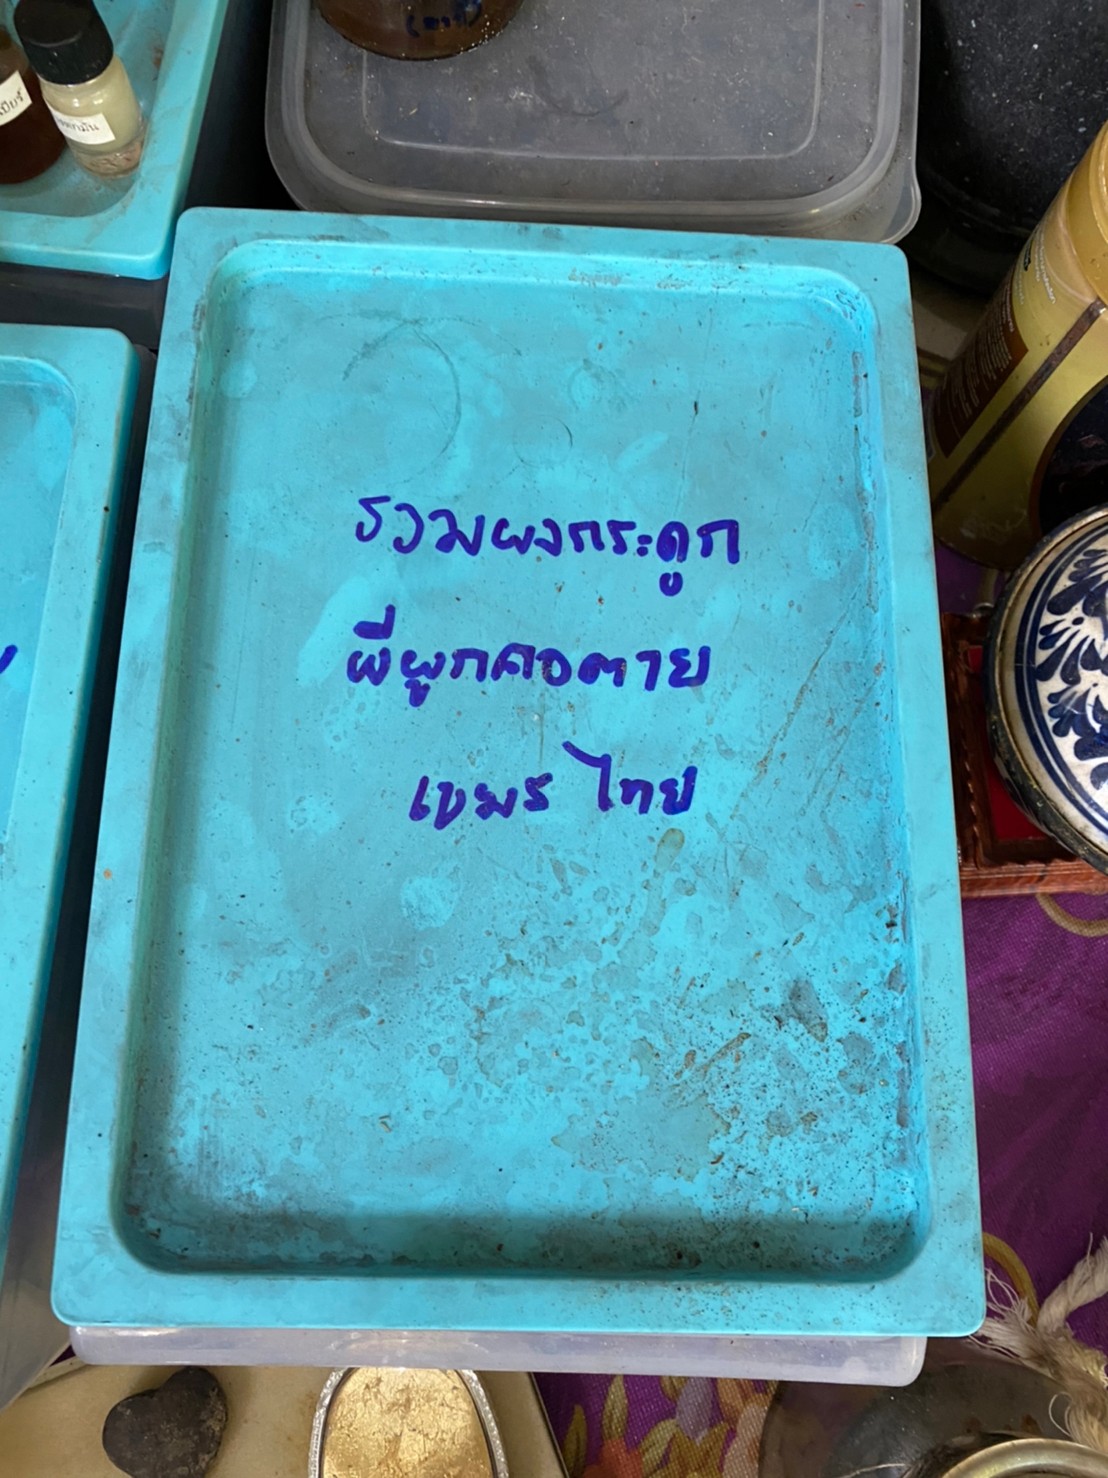 รวมผงกระดูก
ผีผูกคอตาย
เขมร ไทย